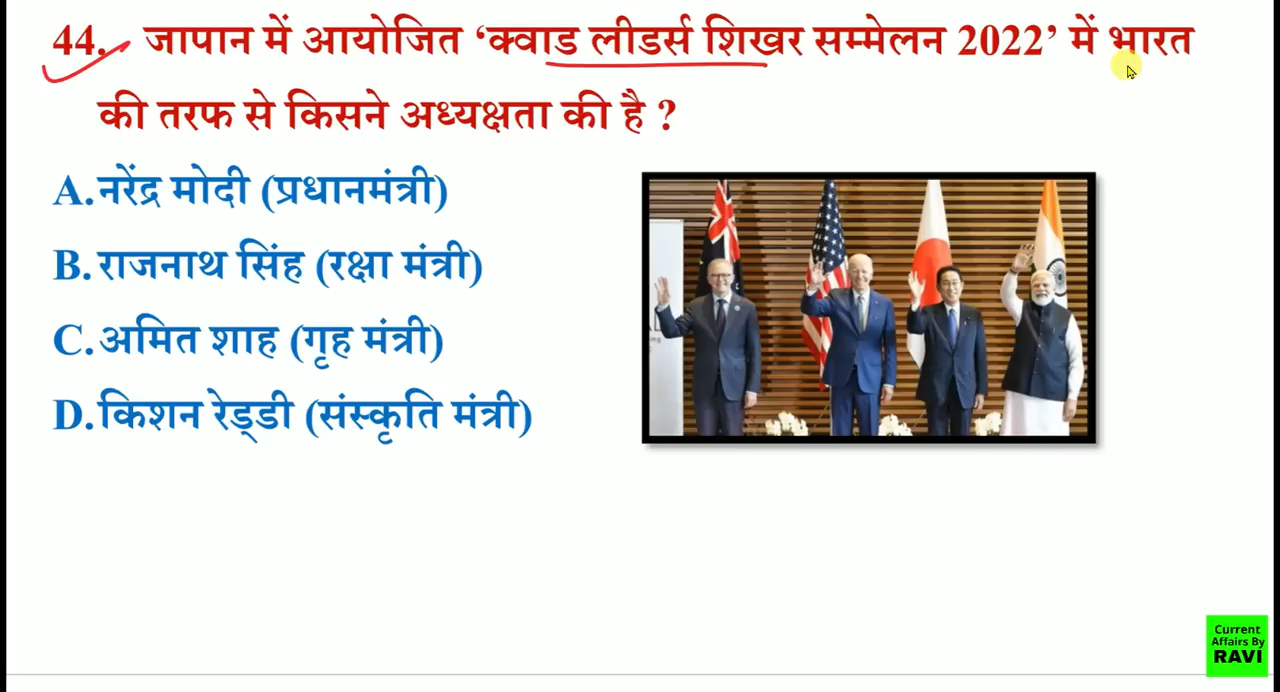 44. जापान में आयोजित ‘क्वाड लीडर्स शिखर सम्मेलन 2022’ में भारत
की तरफ से किसने अध्यक्षता की है ?
A.नरेंद्र मोदी (प्रधानमंत्री)
B.राजनाथ सिंह (रक्षा मंत्री)
C.अमित शाह (गृह मंत्री)
D.किशन रेड्डी (संस्कृति मंत्री)
Current
Affairs By
RAVI